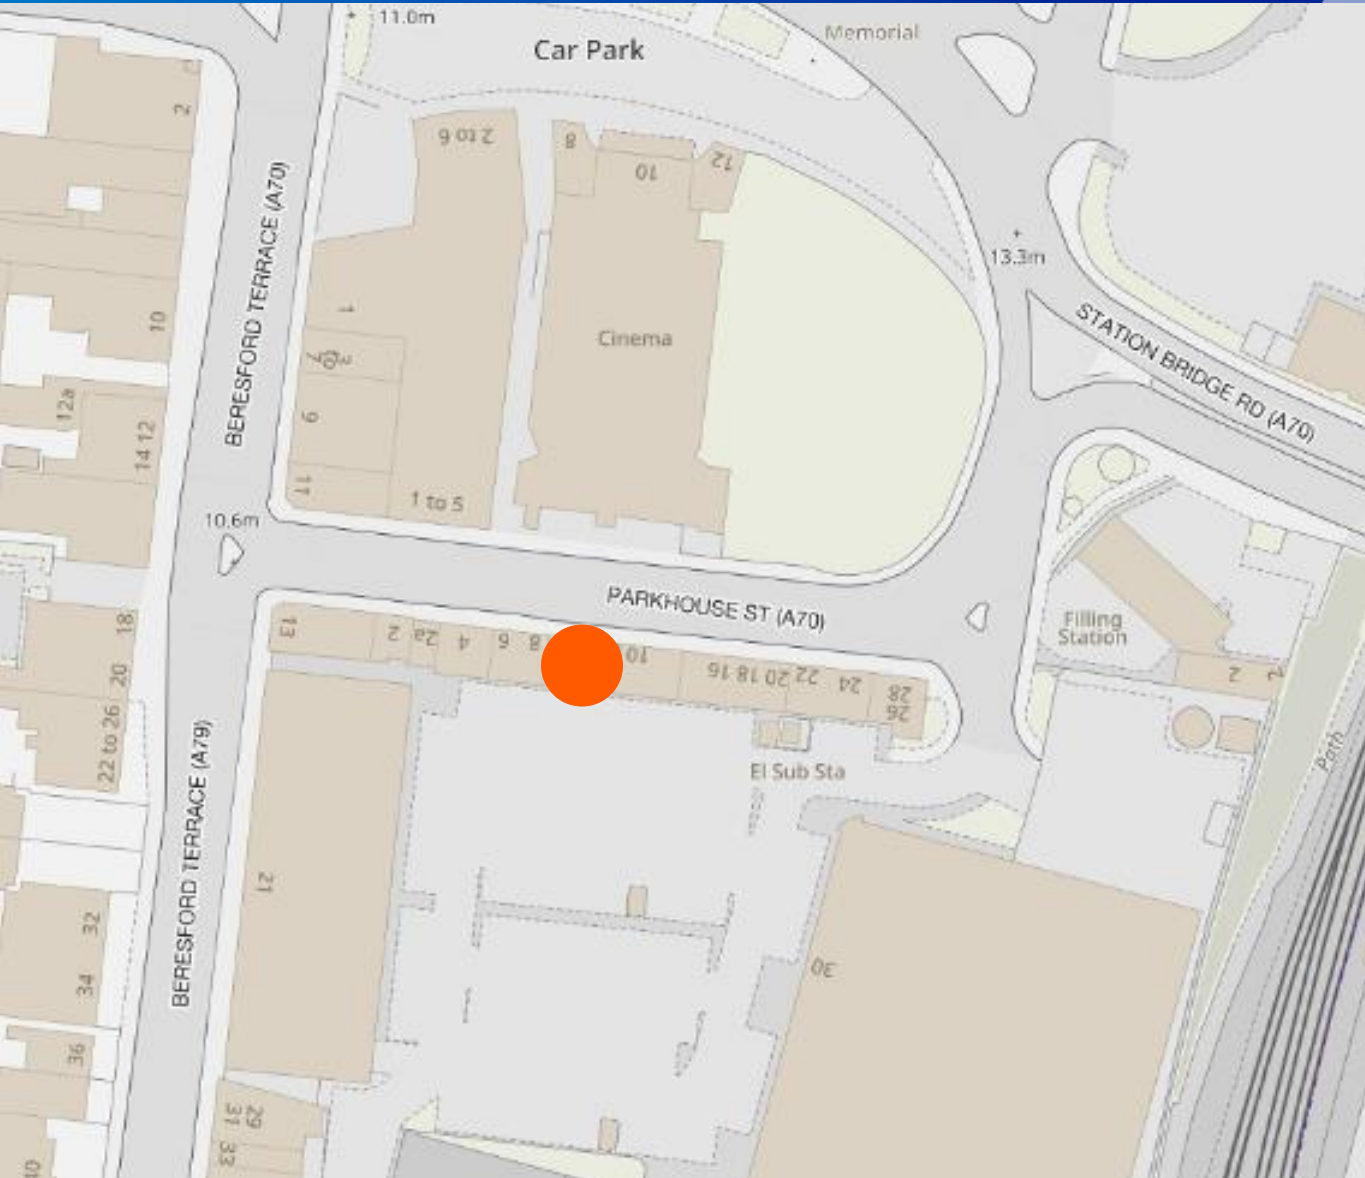 11.0m
Car Park
Memorial
2
2 to 6
8
10
12
BERESFORD TERRACE (A70)
13.3m
10
1
STATION BRIDGE RD (A70)
Cinema
7
12a
9
14 12
11
1 to 5
10.6m
PARKHOUSE ST (A70)
Filling
Station
18
13
2
2a
4
6
8
10
16 18 20 22
24
28
26
2
20
22 to 26
El Sub Sta
Path
BERESFORD TERRACE (A79)
21
32
30
34
36
29
31
33